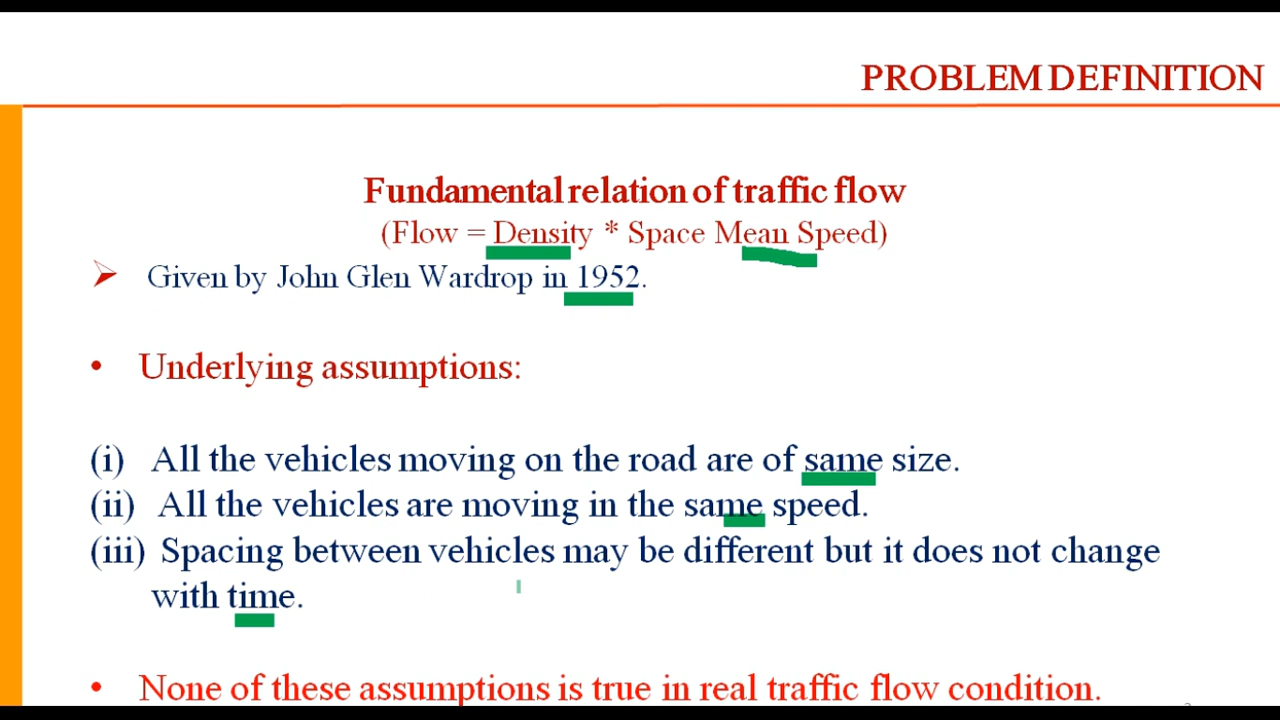 PROBLEM DEFINITION
Fundamental relation of traffic flow
(Flow = Density * Space Mean Speed)
➢ Given by John Glen Wardrop in 1952.
• Underlying assumptions:
(i) All the vehicles moving on the road are of same size.
(ii) All the vehicles are moving in the same speed.
(iii) Spacing between vehicles may be different but it does not change
with time.
• None of these assumptions is true in real traffic flow condition.